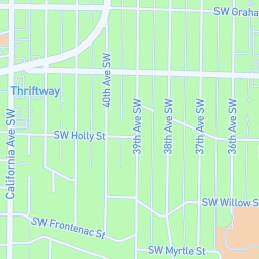 SW Graha
40th Ave SW
Thriftway
California Ave SW
SW Holly St
39th Ave SW
38th Ave SW
37th Ave SW
36th Ave SW
SW Willow S
SW Frontenac St
SW Myrtle St